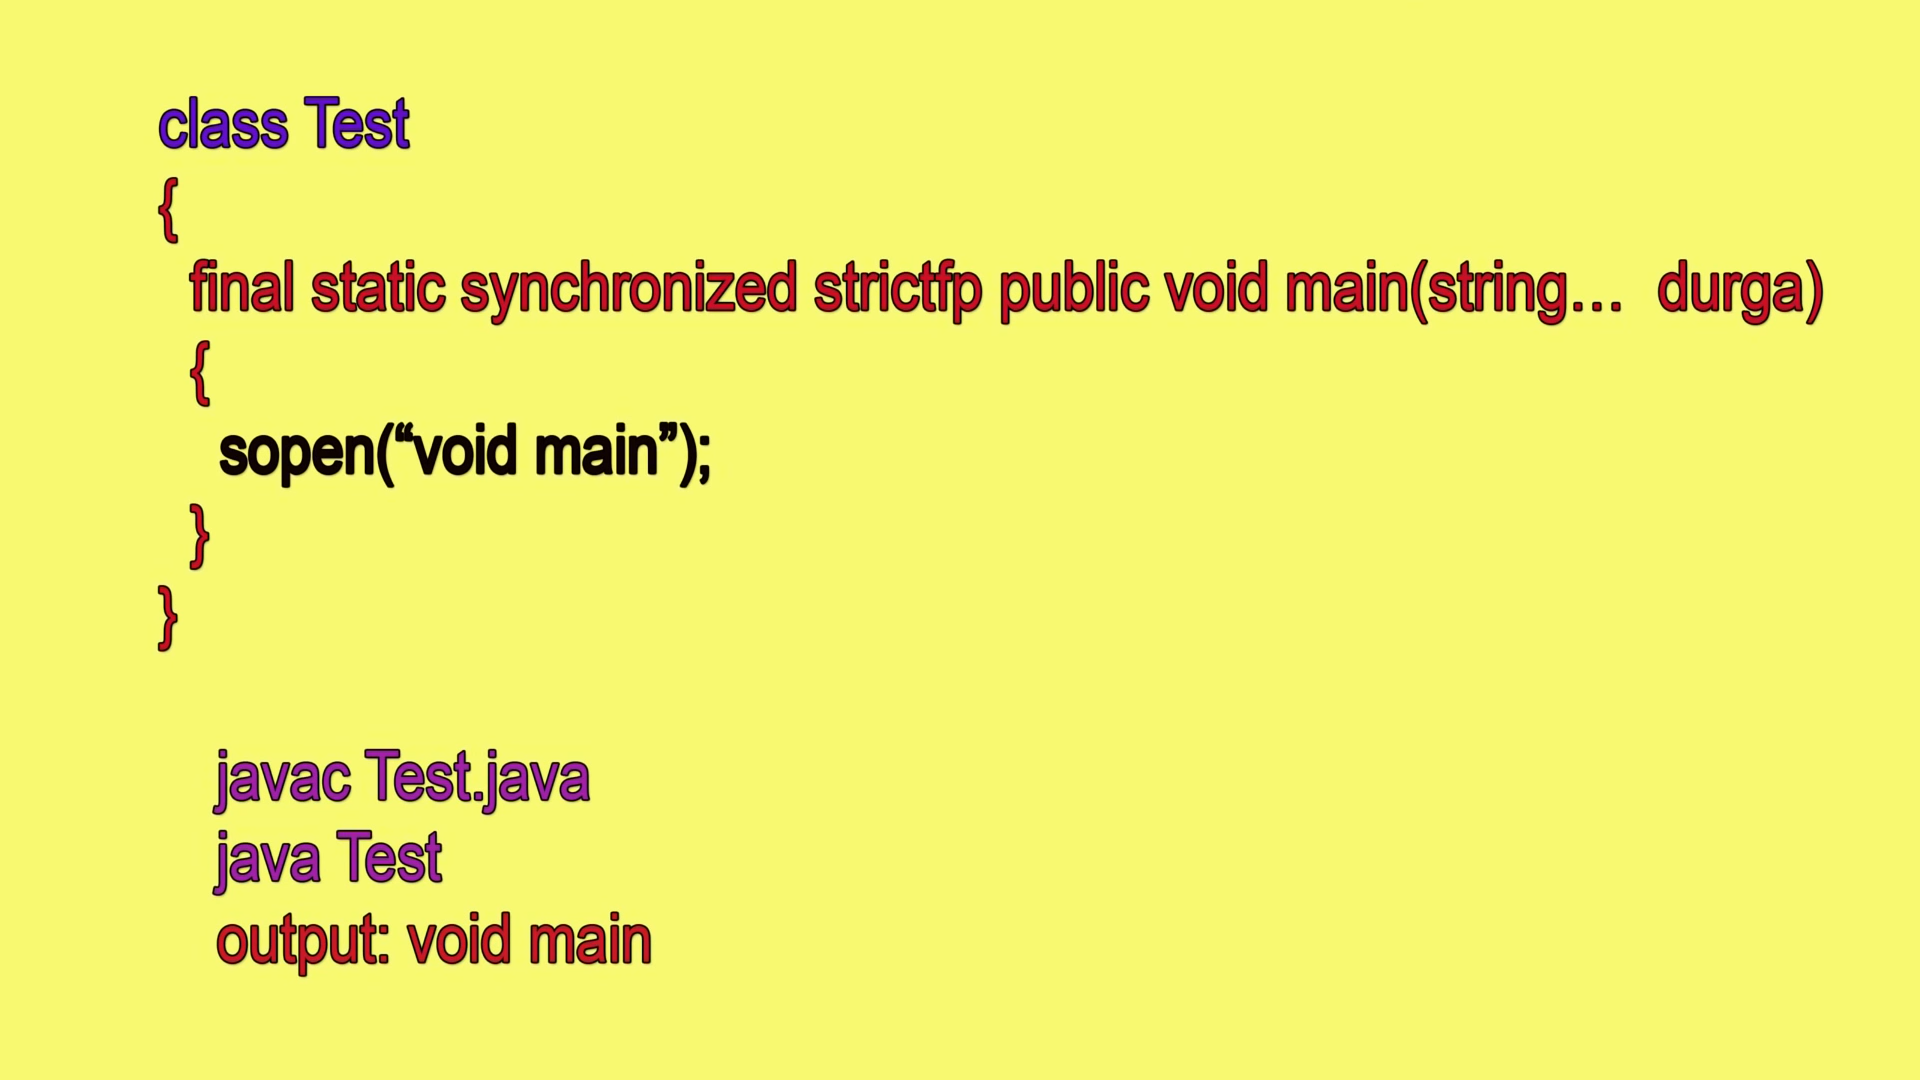 class Test
{
final static synchronized strictfp public void main(string... durga)
{
sopen(“void main”);
}
}
javac Test.java
java Test
output: void main